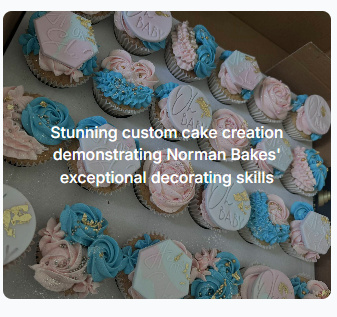 Stunning custom cake creation
demonstrating Norman Bakes'
exceptional decorating skills